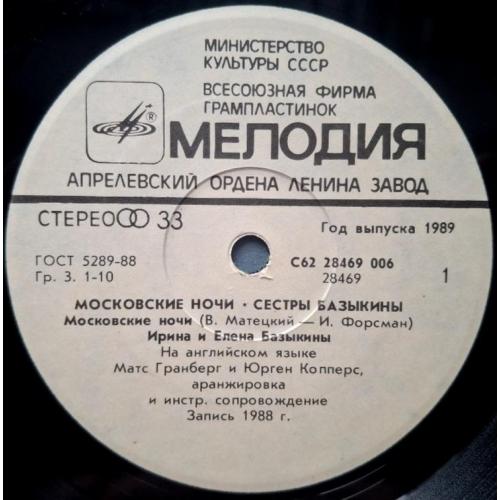 МИНИСТЕРСТВО
КУЛЬТУРЫ СССР
ВСЕСОЮЗНАЯ ФИРМА
ГРАМПЛАСТИНОК
®
МЕЛОДИЯ
АПРЕЛЕВСКИЙ ОРДЕНА ЛЕНИНА ЗАВОД
СТЕРЕО 33
Год выпуска 1989
ГОСТ 5289-88
С62 28469 006
Гр. 3. 1-10
28469
1
МОСКОВСКИЕ НОЧИ • СЕСТРЫ БАЗЫКИНЫ
Московские ночи (В. Матецкий — И. Форсман)
Ирина и Елена Базыкины
На английском языке
Матс Гранберг и Юрген Копперс,
аранжировка
и инстр. сопровождение
Запись 1988 г.